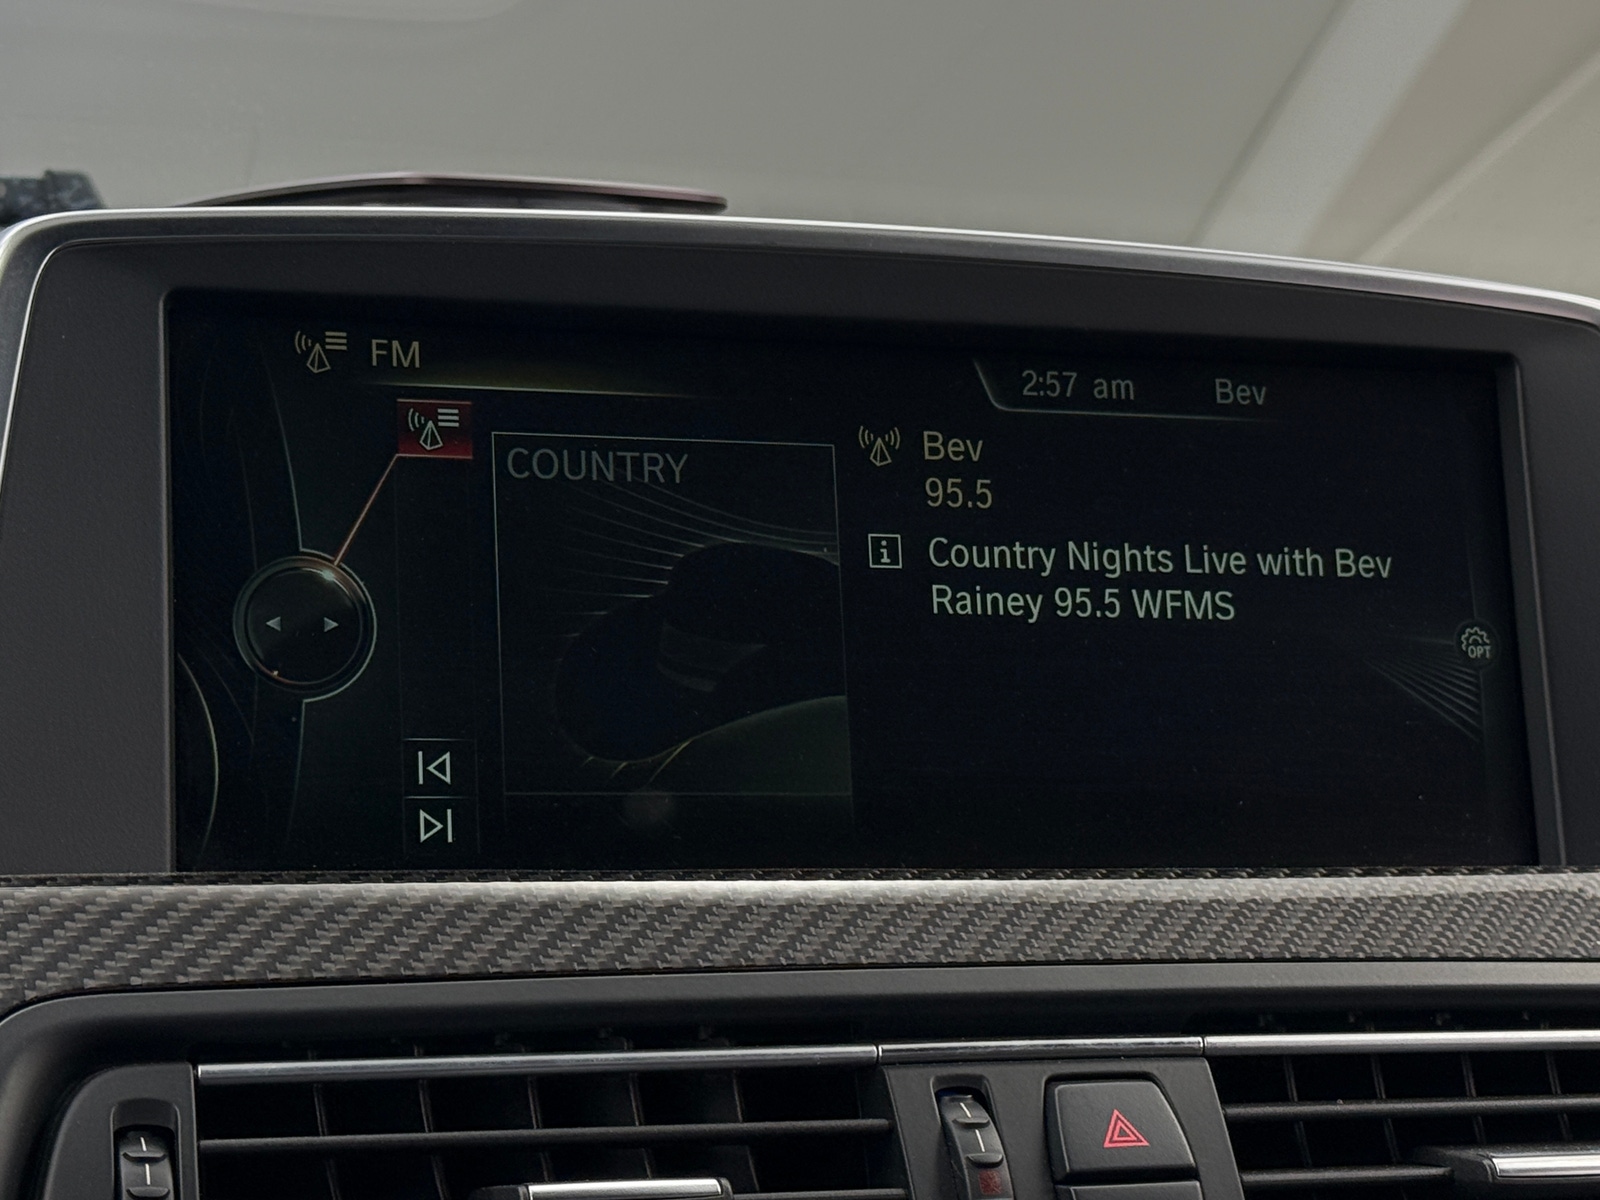 FM
2:57 am Bev
COUNTRY
Bev
95.5
Country Nights Live with Bev
Rainey 95.5 WFMS
OPT